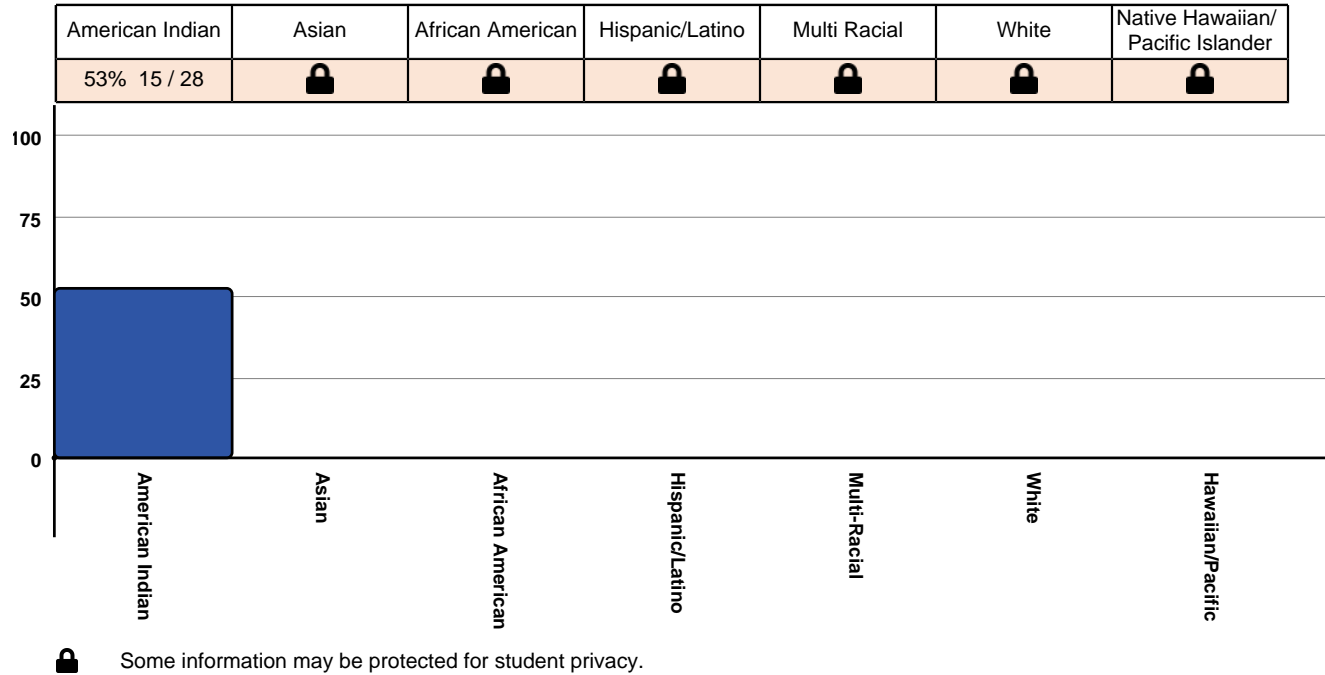 American Indian Asian African American Hispanic/Latino Multi Racial White Native Hawaiian/
Pacific Islander
53% 15 / 28
100
75
50
25
0
American Indian
Asian
African American
Hispanic/Latino
Multi-Racial
White
Hawaiian/Pacific
Some information may be protected for student privacy.